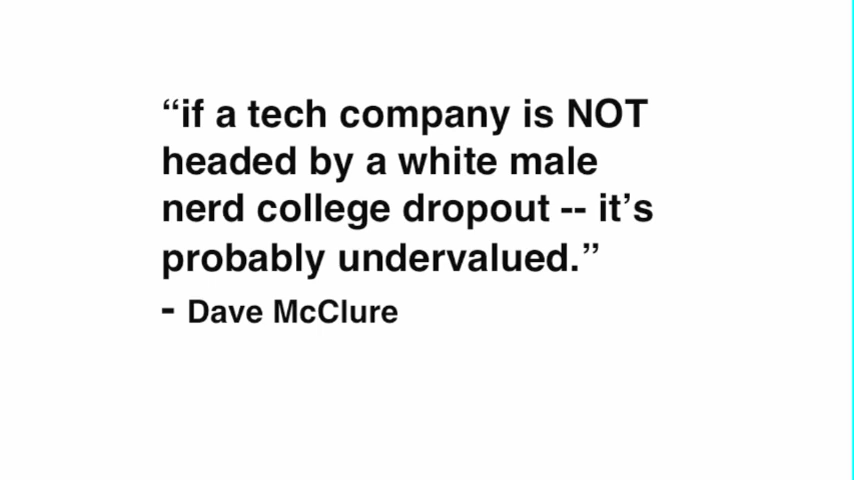 “if a tech company is NOT
headed by a white male
nerd college dropout -- it’s
probably undervalued.”
- Dave McClure